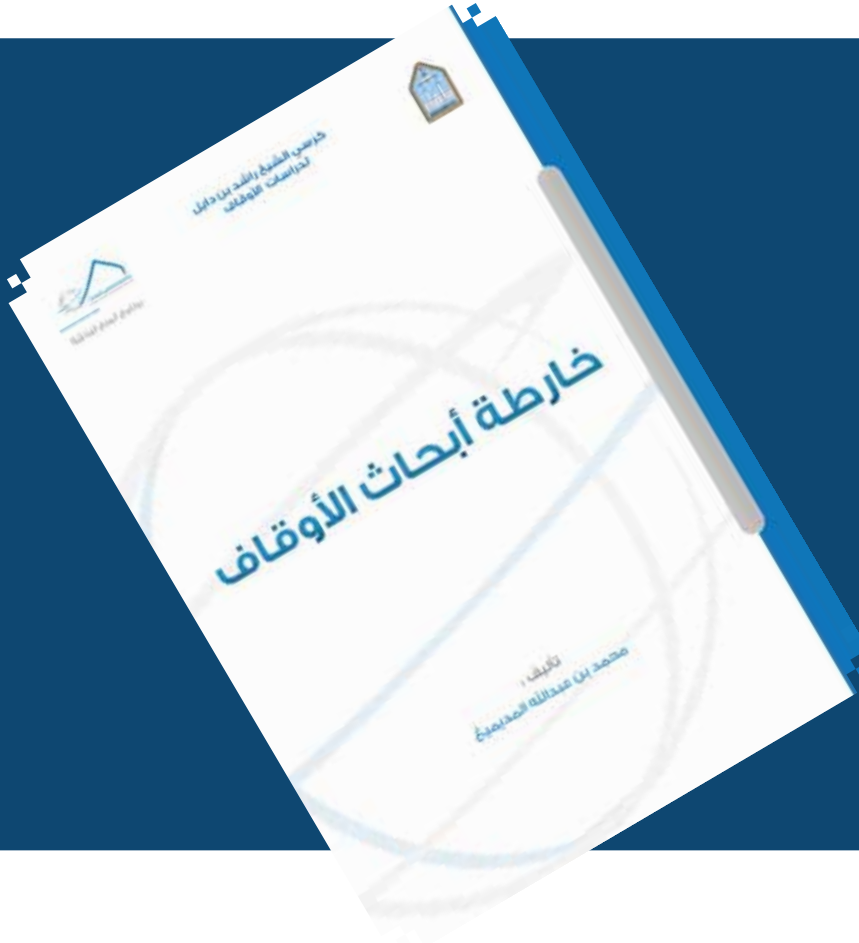 كرسي الشيخ راشد بن دايل
لدراسات الأوقاف
خارطة أبحاث الأوقاف
تأليف :
محمد بن عبدالله المديميغ